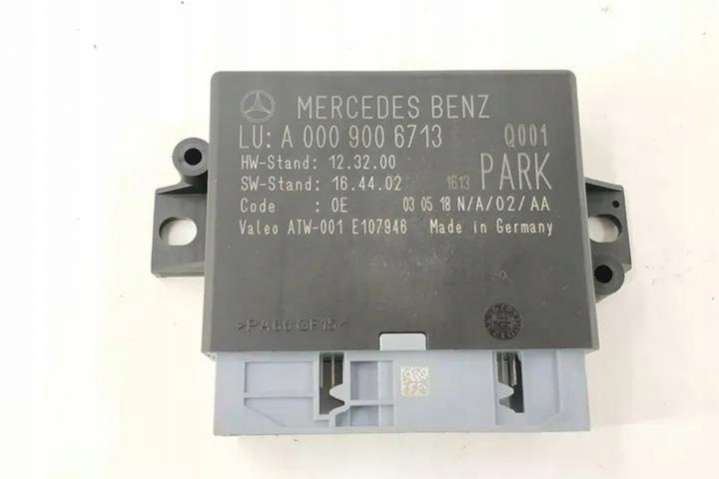 MERCEDES BENZ
LU: A 000 900 6713 Q001
HW-Stand: 12.32.00
SW-Stand: 16.44.02 1613 PARK
Code : 0E 03 05 18 N/A/02/AA
Valeo ATW-001 E107946 Made in Germany
>PA66GF15<